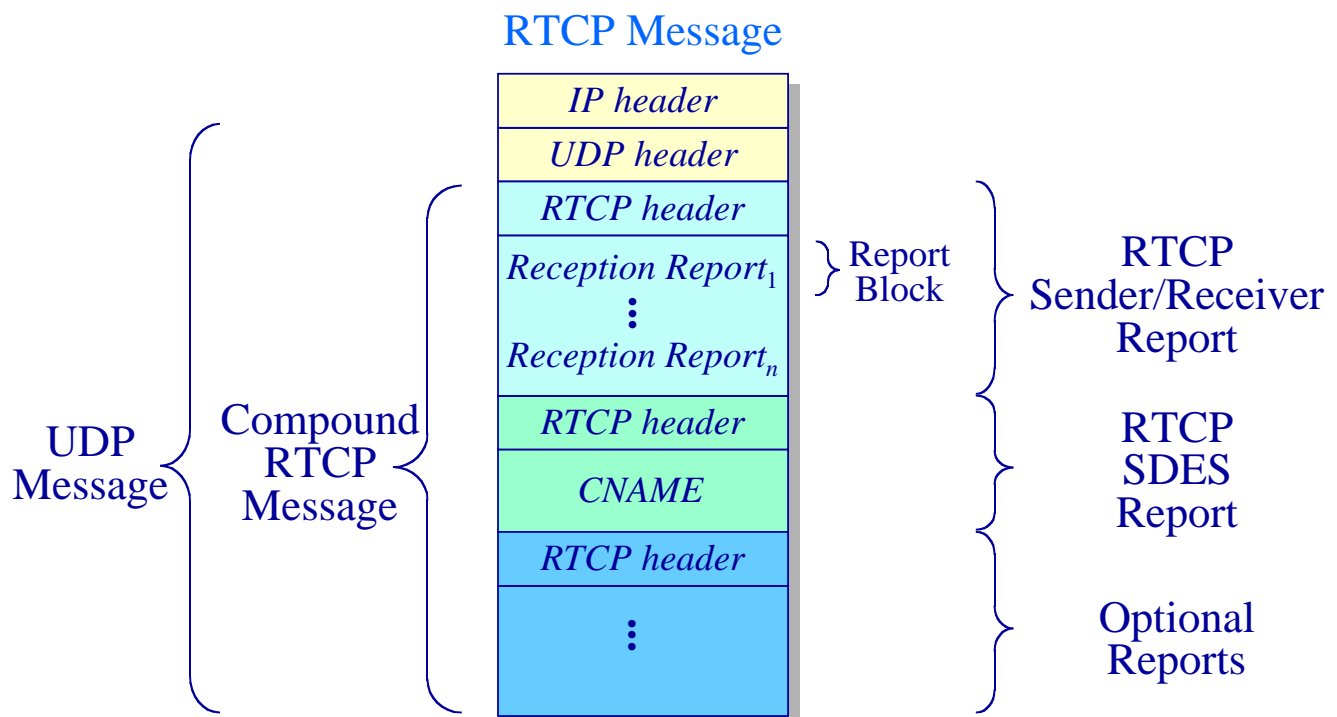 RTCP Message
IP header
UDP header
RTCP header
Reception Report1
⋮
Reception Reportn
RTCP header
CNAME
RTCP header
⋮
UDP
Message
Compound
RTCP
Message
Report
Block
RTCP
Sender/Receiver
Report
RTCP
SDES
Report
Optional
Reports